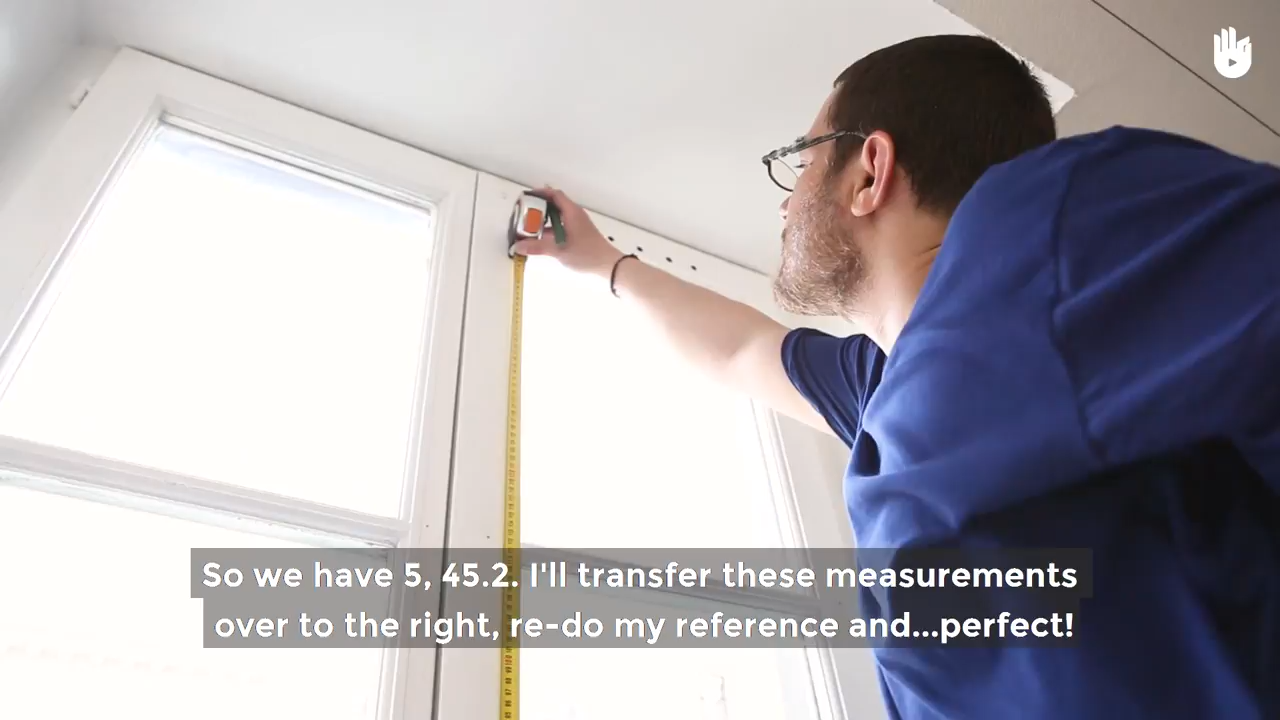 So we have 5, 45.2. I'll transfer these measurements
over to the right, re-do my reference and...perfect!